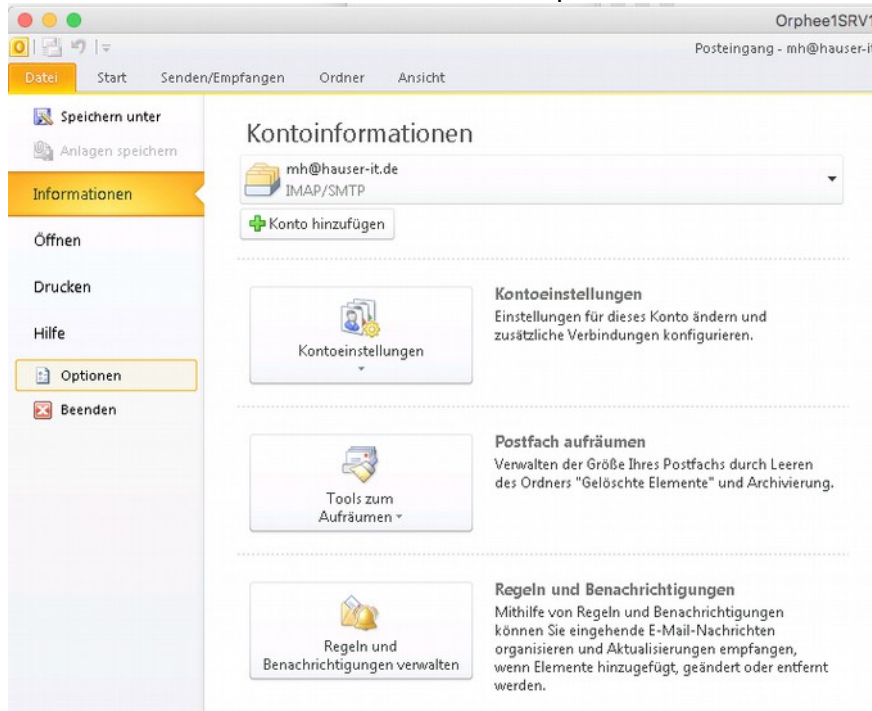 Orphee1SRV1
Posteingang - mh@hauser-it
Datei Start Senden/Empfangen Ordner Ansicht
Speichern unter
Anlagen speichern
Informationen
Öffnen
Drucken
Hilfe
Optionen
Beenden
Kontoinformationen
mh@hauser-it.de
IMAP/SMTP
Konto hinzufügen
Kontoeinstellungen
Kontoeinstellungen
Einstellungen für dieses Konto ändern und
zusätzliche Verbindungen konfigurieren.
Tools zum
Aufräumen
Postfach aufräumen
Verwalten der Größe Ihres Postfachs durch Leeren
des Ordners "Gelöschte Elemente" und Archivierung.
Regeln und
Benachrichtigungen verwalten
Regeln und Benachrichtigungen
Mithilfe von Regeln und Benachrichtigungen
können Sie eingehende E-Mail-Nachrichten
organisieren und Aktualisierungen empfangen,
wenn Elemente hinzugefügt, geändert oder entfernt
werden.